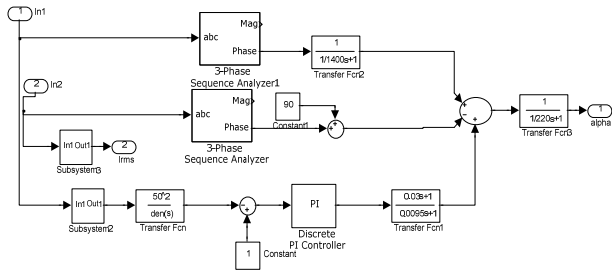 1
In1
abc
Mag
Phase
3-Phase
Sequence Analyzer1
1
1/1400s+1
Transfer Fcn2
2
In2
abc
Mag
Phase
3-Phase
Sequence Analyzer
90
Constant1
+
+
+
-
+
1
1/220s+1
Transfer Fcn3
1
alpha
In1 Out1
Subsystem3
2
Irms
In1 Out1
Subsystem2
50^2
den(s)
Transfer Fcn
-
+
1
Constant
PI
Discrete
PI Controller
0.03s+1
0.0095s+1
Transfer Fcn1